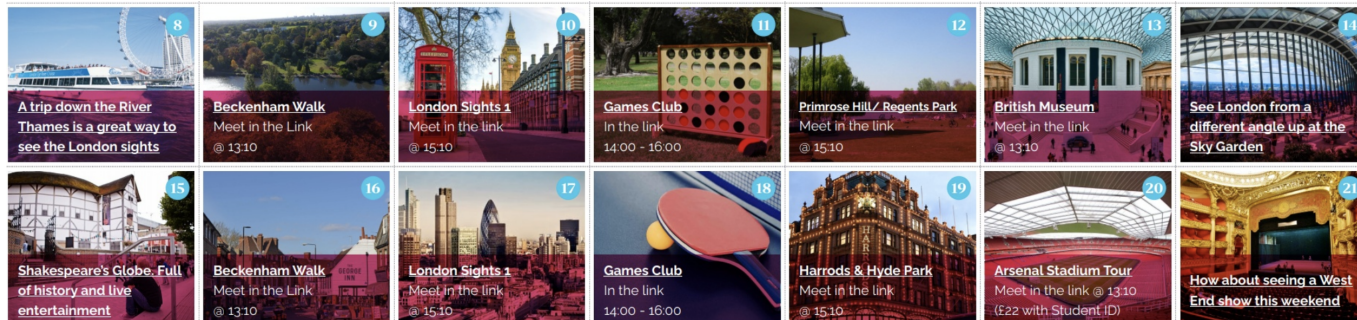 8
A trip down the River
Thames is a great way to
see the London sights
9
Beckenham Walk
Meet in the Link
@ 13:10
10
London Sights 1
Meet in the link
@ 15:10
11
Games Club
In the link
14:00 - 16:00
12
Primrose Hill/ Regents Park
Meet in the link
@ 15:10
13
British Museum
Meet in the link
@ 13:10
14
See London from a
different angle up at the
Sky Garden
15
Shakespeare's Globe. Full
of history and live
entertainment
16
Beckenham Walk
Meet in the Link
@ 13:10
GEORGE
INN
17
London Sights 1
Meet in the link
@ 15:10
18
Games Club
In the link
14:00 - 16:00
19
Harrods & Hyde Park
Meet in the link
@ 15:10
20
Arsenal Stadium Tour
Meet in the link @ 13:10
(£22 with Student ID)
21
How about seeing a West
End show this weekend